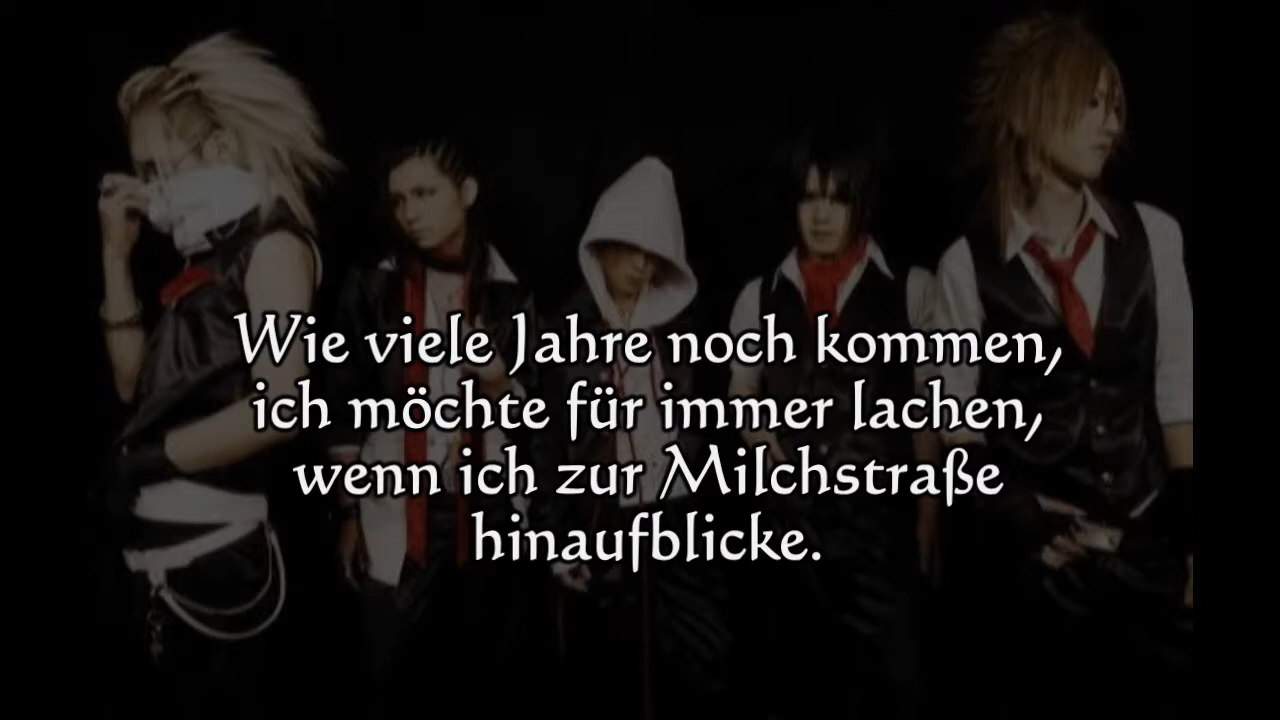 Wie viele Jahre noch kommen,
ich möchte für immer lachen,
wenn ich zur Milchstraße
hinaufblicke.